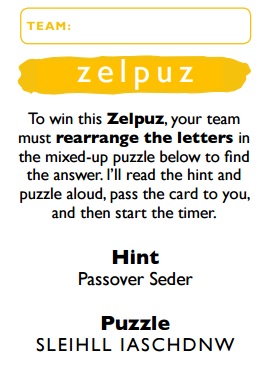 TEAM:
zelpuz
To win this Zelpuz, your team
must rearrange the letters in
the mixed-up puzzle below to find
the answer. I'll read the hint and
puzzle aloud, pass the card to you,
and then start the timer.
Hint
Passover Seder
Puzzle
SLEIHLL IASCHDNW